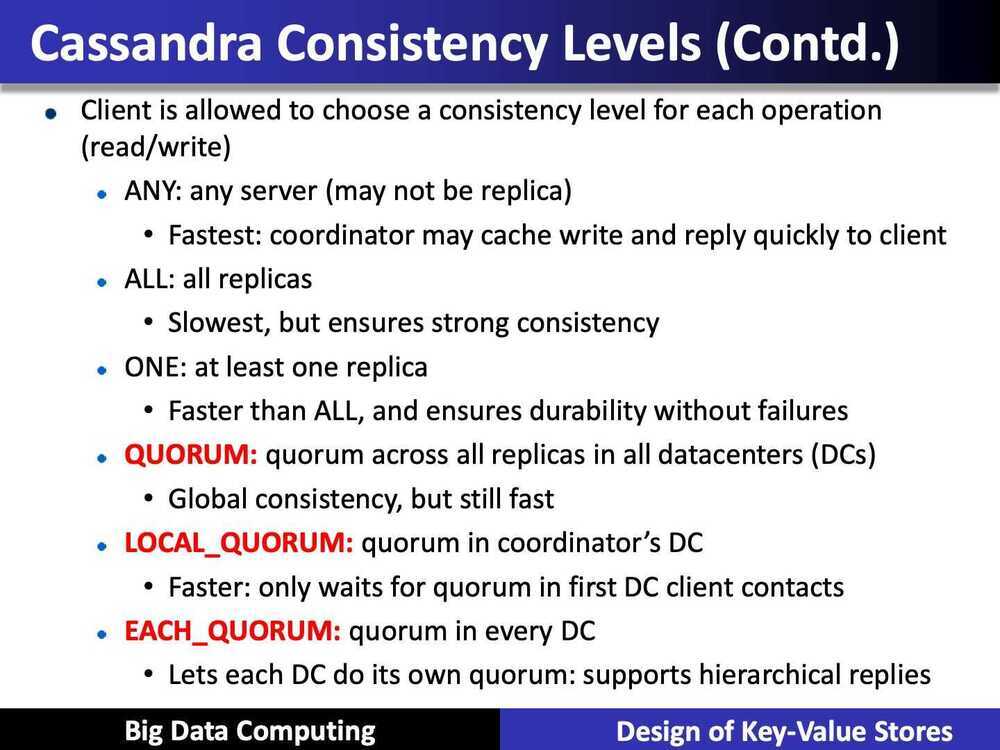 Cassandra Consistency Levels (Contd.)
Client is allowed to choose a consistency level for each operation
(read/write)
ANY: any server (may not be replica)
Fastest: coordinator may cache write and reply quickly to client
ALL: all replicas
Slowest, but ensures strong consistency
ONE: at least one replica
Faster than ALL, and ensures durability without failures
QUORUM: quorum across all replicas in all datacenters (DCs)
Global consistency, but still fast
LOCAL_QUORUM: quorum in coordinator’s DC
Faster: only waits for quorum in first DC client contacts
EACH_QUORUM: quorum in every DC
Lets each DC do its own quorum: supports hierarchical replies
Big Data Computing
Design of Key-Value Stores